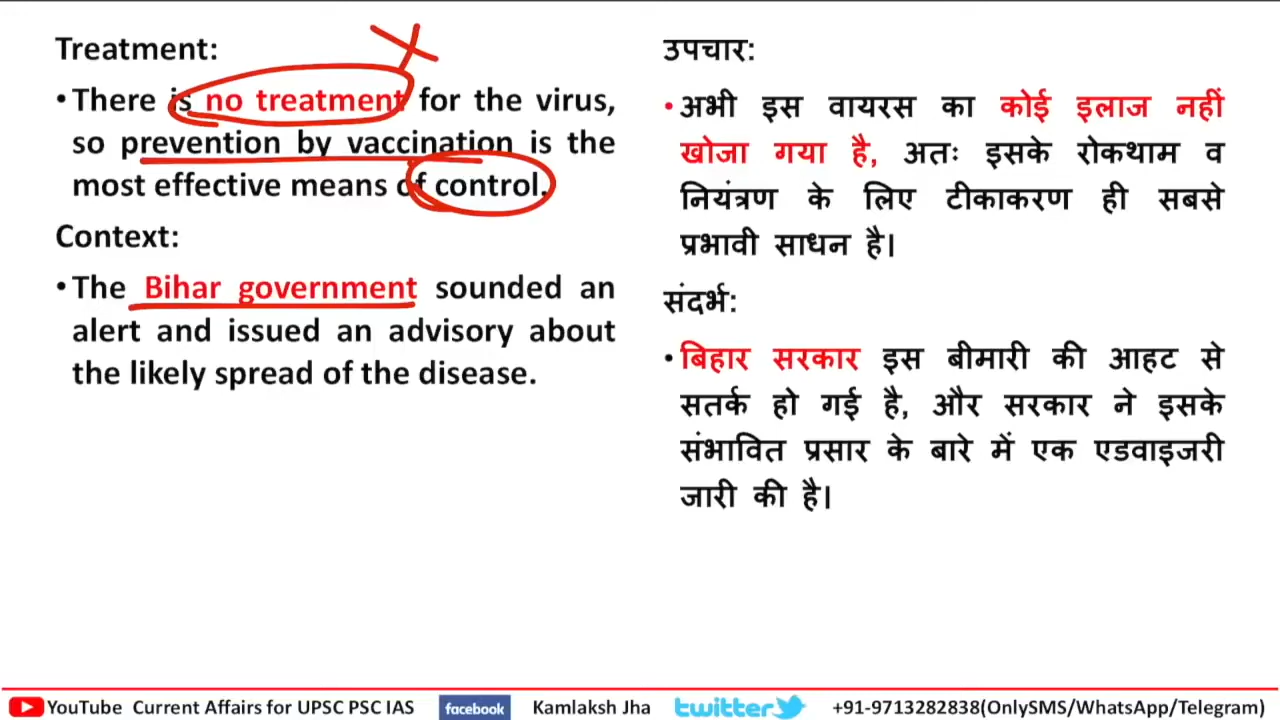 Treatment:
• There is no treatment for the virus,
so prevention by vaccination is the
most effective means of control.
Context:
• The Bihar government sounded an
alert and issued an advisory about
the likely spread of the disease.
उपचार:
• अभी इस वायरस का कोई इलाज नहीं
खोजा गया है, अतः इसके रोकथाम व
नियंत्रण के लिए टीकाकरण ही सबसे
प्रभावी साधन है।
संदर्भ:
• बिहार सरकार इस बीमारी की आहट से
सतर्क हो गई है, और सरकार ने इसके
संभावित प्रसार के बारे में एक एडवाइजरी
जारी की है।
YouTube Current Affairs for UPSC PSC IAS facebook Kamlaksh Jha twitter +91-9713282838(OnlySMS/WhatsApp/Telegram)